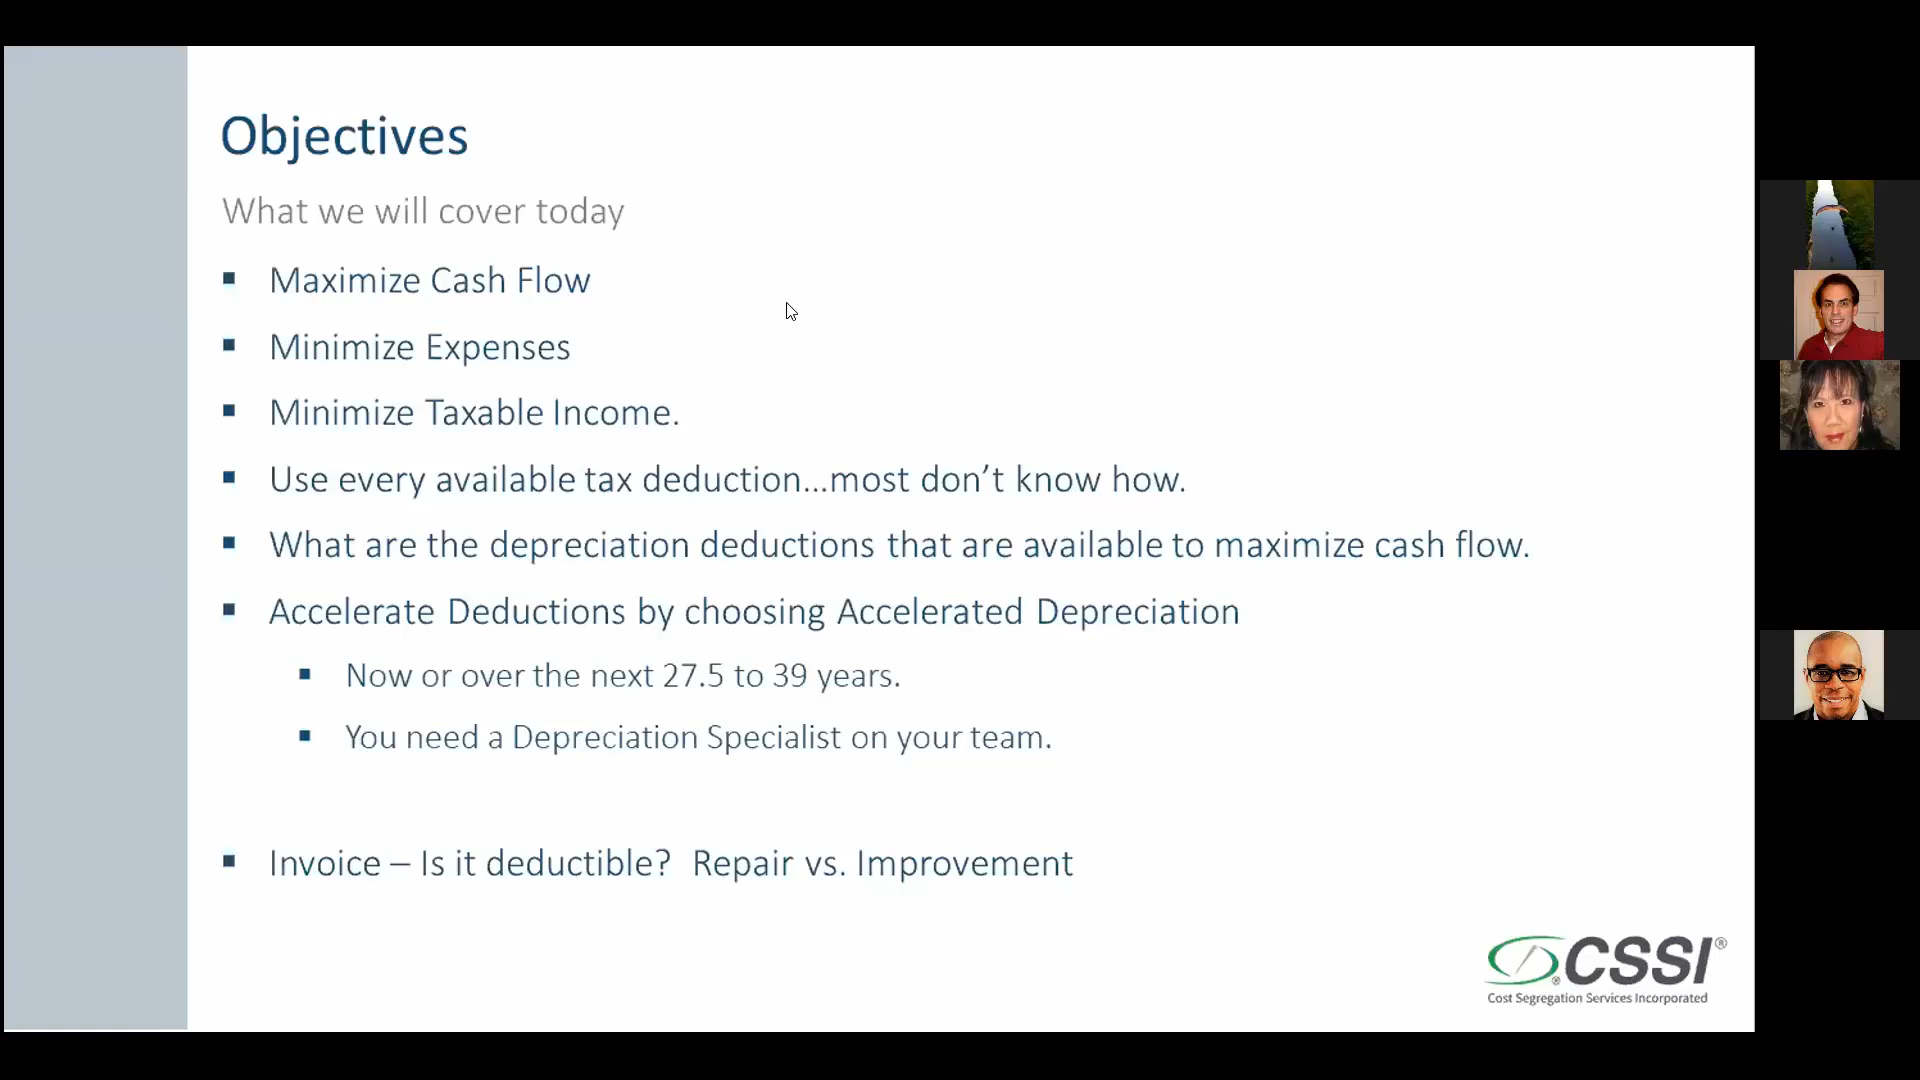 Objectives
What we will cover today
Maximize Cash Flow
Minimize Expenses
Minimize Taxable Income.
Use every available tax deduction...most don’t know how.
What are the depreciation deductions that are available to maximize cash flow.
Accelerate Deductions by choosing Accelerated Depreciation
Now or over the next 27.5 to 39 years.
You need a Depreciation Specialist on your team.
Invoice – Is it deductible?  Repair vs. Improvement
CSSI®
Cost Segregation Services Incorporated